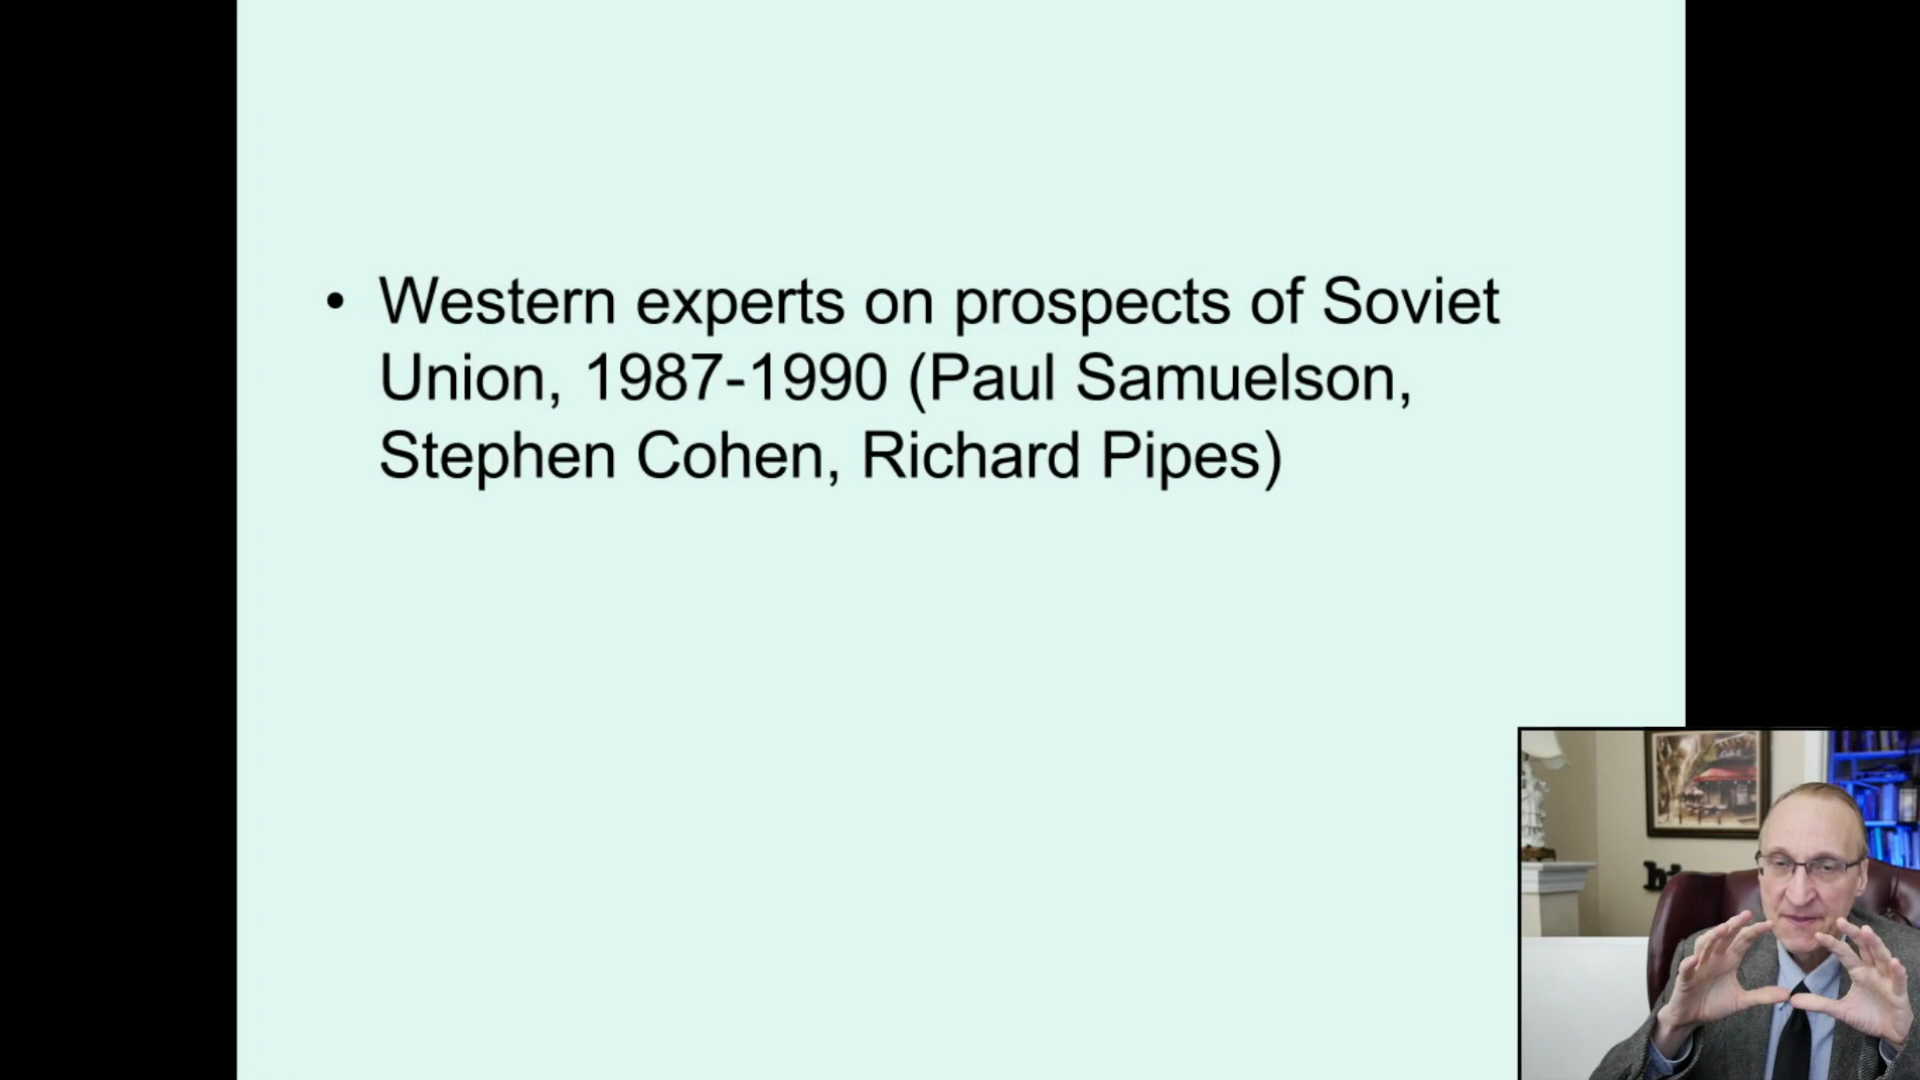 • Western experts on prospects of Soviet
Union, 1987-1990 (Paul Samuelson,
Stephen Cohen, Richard Pipes)